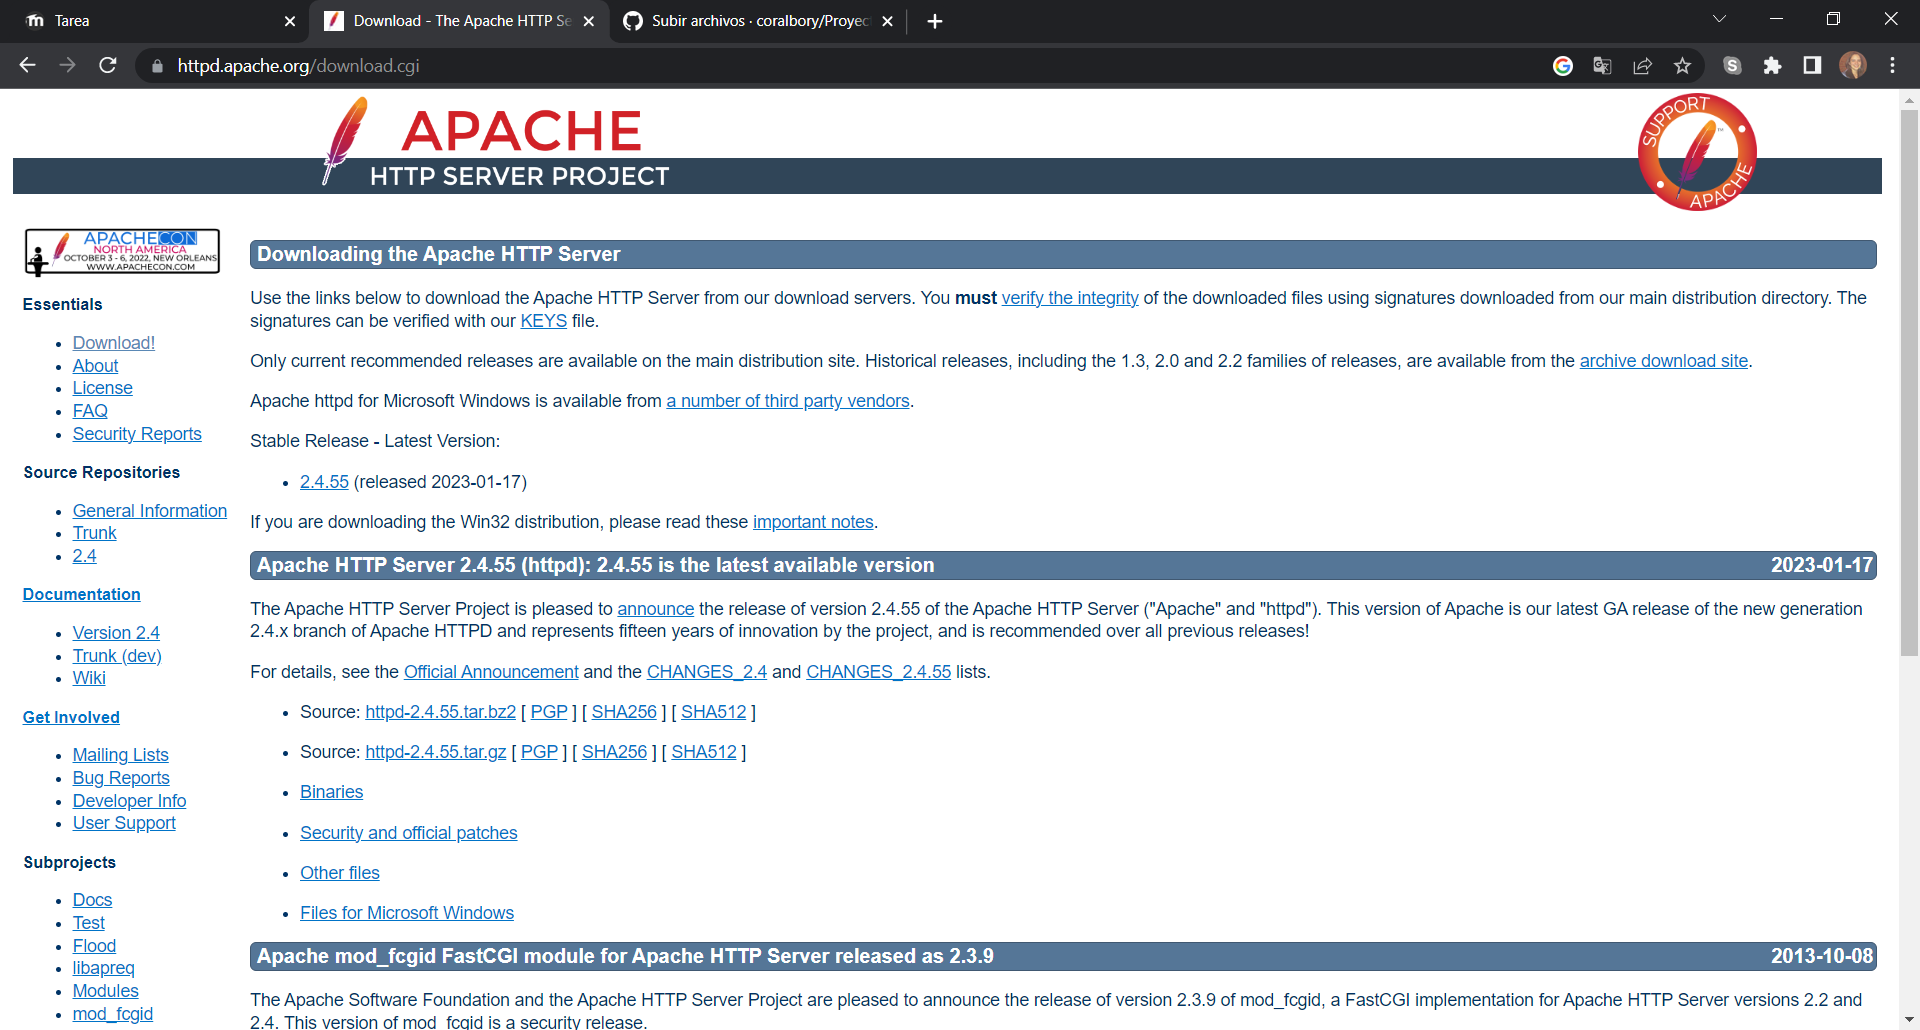 Tarea
Download - The Apache HTTP Se
Subir archivos · coralbory/Proyec
httpd.apache.org/download.cgi
APACHE
HTTP SERVER PROJECT
SUPPORT
APACHE
APACHECON
NORTH AMERICA
OCTOBER 3 - 6, 2022, NEW ORLEANS
WWW.APACHECON.COM
Essentials
Download!
About
License
FAQ
Security Reports
Source Repositories
General Information
Trunk
2.4
Documentation
Version 2.4
Trunk (dev)
Wiki
Get Involved
Mailing Lists
Bug Reports
Developer Info
User Support
Subprojects
Docs
Test
Flood
libapreq
Modules
mod_fcgid
Downloading the Apache HTTP Server
Use the links below to download the Apache HTTP Server from our download servers. You must verify the integrity of the downloaded files using signatures downloaded from our main distribution directory. The
signatures can be verified with our KEYS file.
Only current recommended releases are available on the main distribution site. Historical releases, including the 1.3, 2.0 and 2.2 families of releases, are available from the archive download site.
Apache httpd for Microsoft Windows is available from a number of third party vendors.
Stable Release - Latest Version:
2.4.55 (released 2023-01-17)
If you are downloading the Win32 distribution, please read these important notes.
Apache HTTP Server 2.4.55 (httpd): 2.4.55 is the latest available version 2023-01-17
The Apache HTTP Server Project is pleased to announce the release of version 2.4.55 of the Apache HTTP Server ("Apache" and "httpd"). This version of Apache is our latest GA release of the new generation
2.4.x branch of Apache HTTPD and represents fifteen years of innovation by the project, and is recommended over all previous releases!
For details, see the Official Announcement and the CHANGES_2.4 and CHANGES_2.4.55 lists.
Source: httpd-2.4.55.tar.bz2 [ PGP ] [ SHA256 ] [ SHA512 ]
Source: httpd-2.4.55.tar.gz [ PGP ] [ SHA256 ] [ SHA512 ]
Binaries
Security and official patches
Other files
Files for Microsoft Windows
Apache mod_fcgid FastCGI module for Apache HTTP Server released as 2.3.9 2013-10-08
The Apache Software Foundation and the Apache HTTP Server Project are pleased to announce the release of version 2.3.9 of mod_fcgid, a FastCGI implementation for Apache HTTP Server versions 2.2 and
2.4. This version of mod_fcgid is a security release.